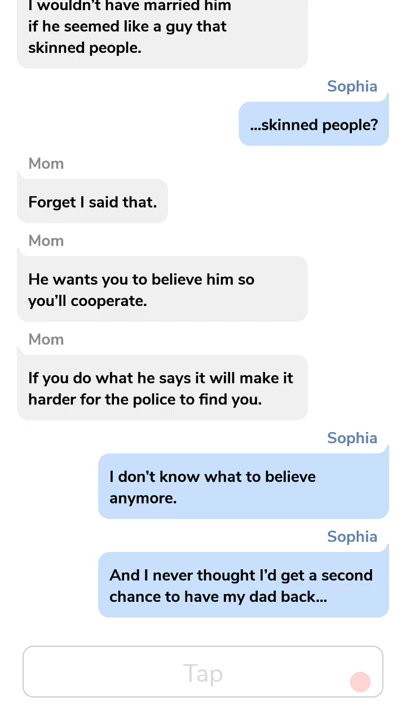 I wouldn't have married him
if he seemed like a guy that
skinned people.
Sophia
...skinned people?
Mom
Forget I said that.
Mom
He wants you to believe him so
you'll cooperate.
Mom
If you do what he says it will make it
harder for the police to find you.
Sophia
I don't know what to believe
anymore.
Sophia
And I never thought I'd get a second
chance to have my dad back...
Tap